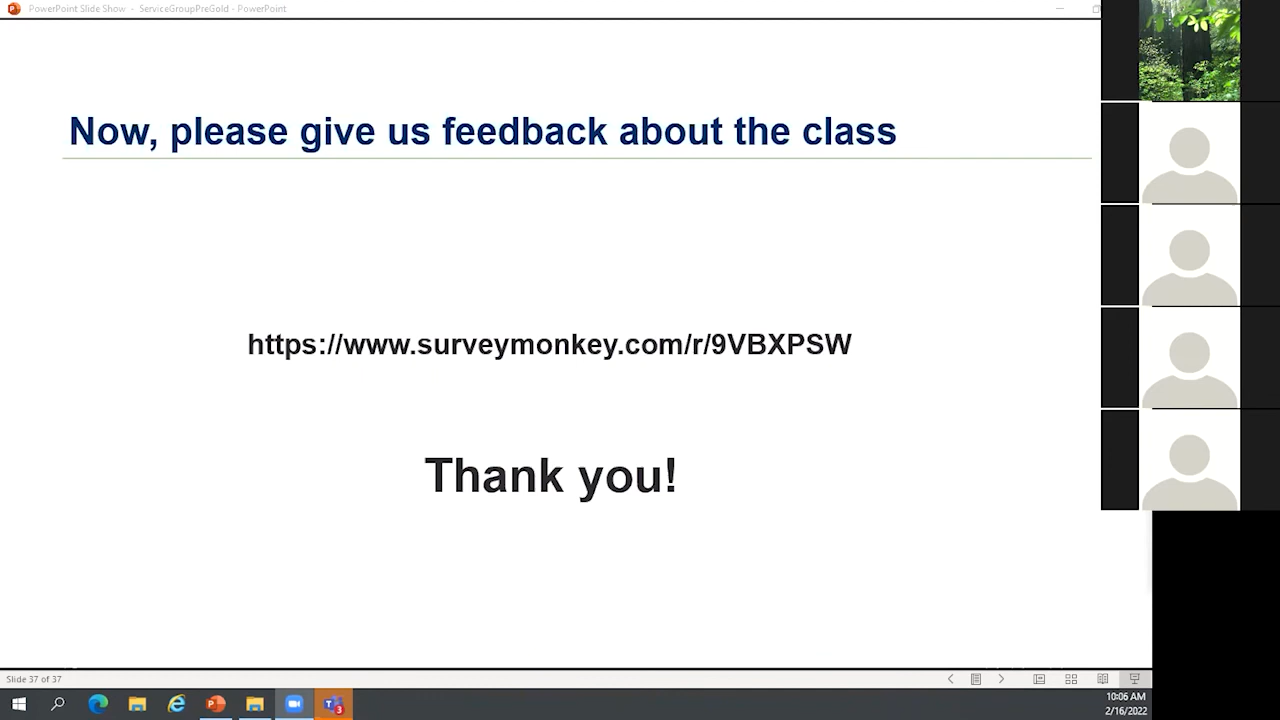 PowerPoint Slide Show - ServiceGroupPreGold - PowerPoint
Now, please give us feedback about the class
https://www.surveymonkey.com/r/9VBXPSW
Thank you!
Slide 37 of 37
3
10:06 AM
2/16/2022